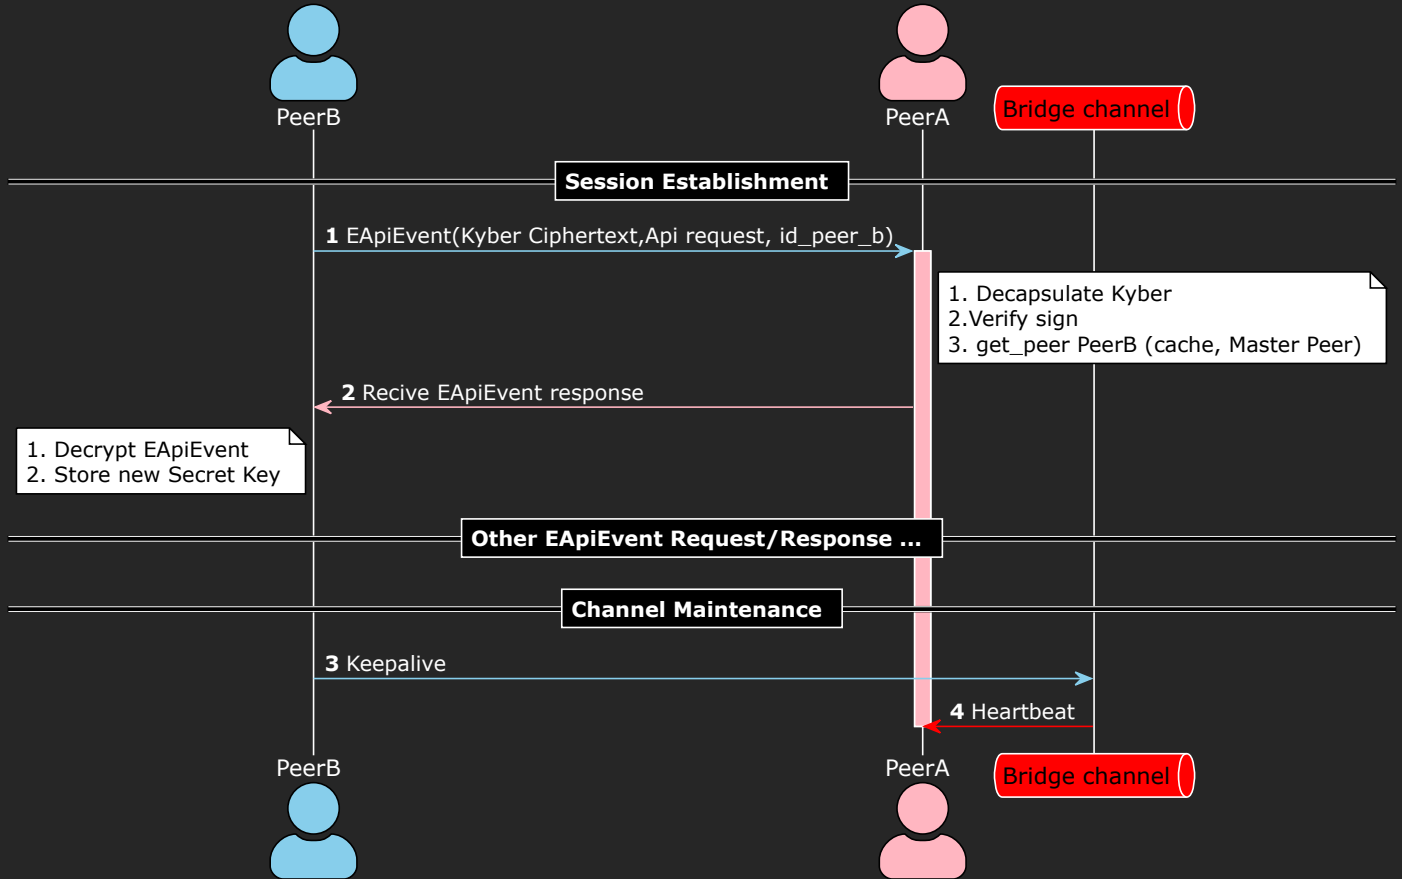 PeerB
PeerA
Bridge channel
Session Establishment
1 EApiEvent(Kyber Ciphertext,Api request, id_peer_b)
1. Decapsulate Kyber
2.Verify sign
3. get_peer PeerB (cache, Master Peer)
2 Recive EApiEvent response
1. Decrypt EApiEvent
2. Store new Secret Key
Other EApiEvent Request/Response ...
Channel Maintenance
3 Keepalive
4 Heartbeat
PeerB
PeerA
Bridge channel